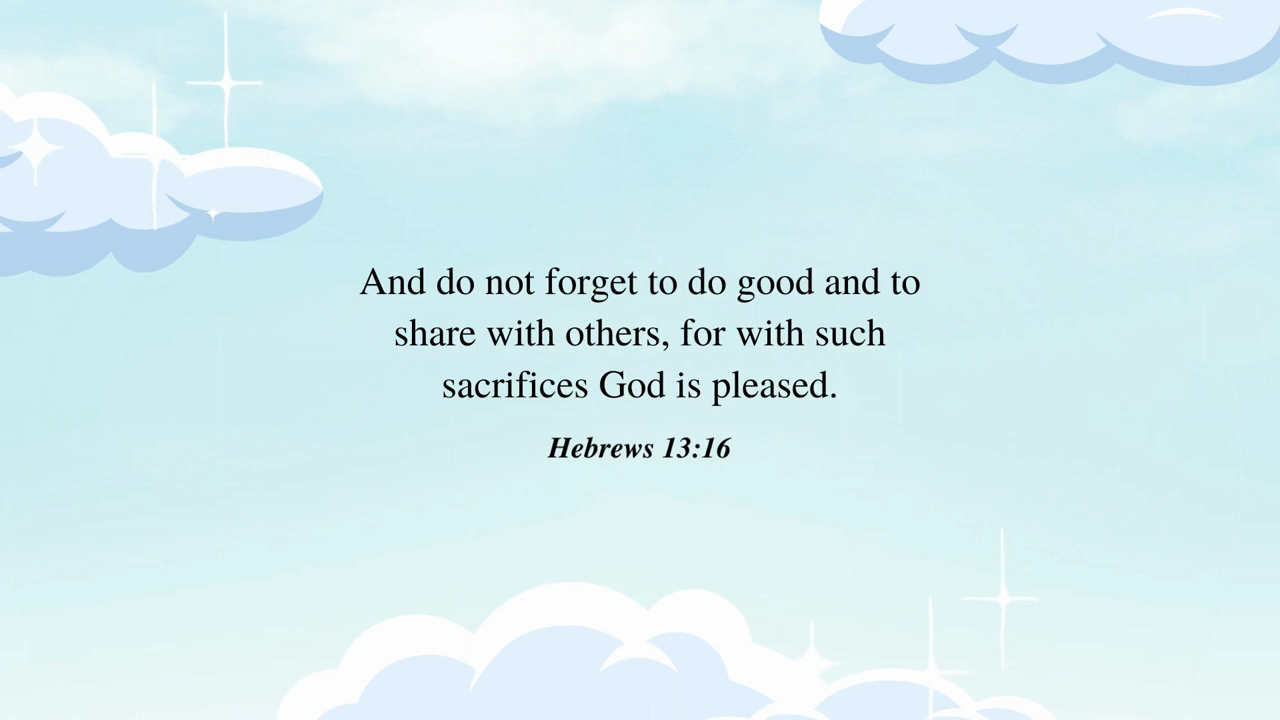 And do not forget to do good and to
share with others, for with such
sacrifices God is pleased.
Hebrews 13:16